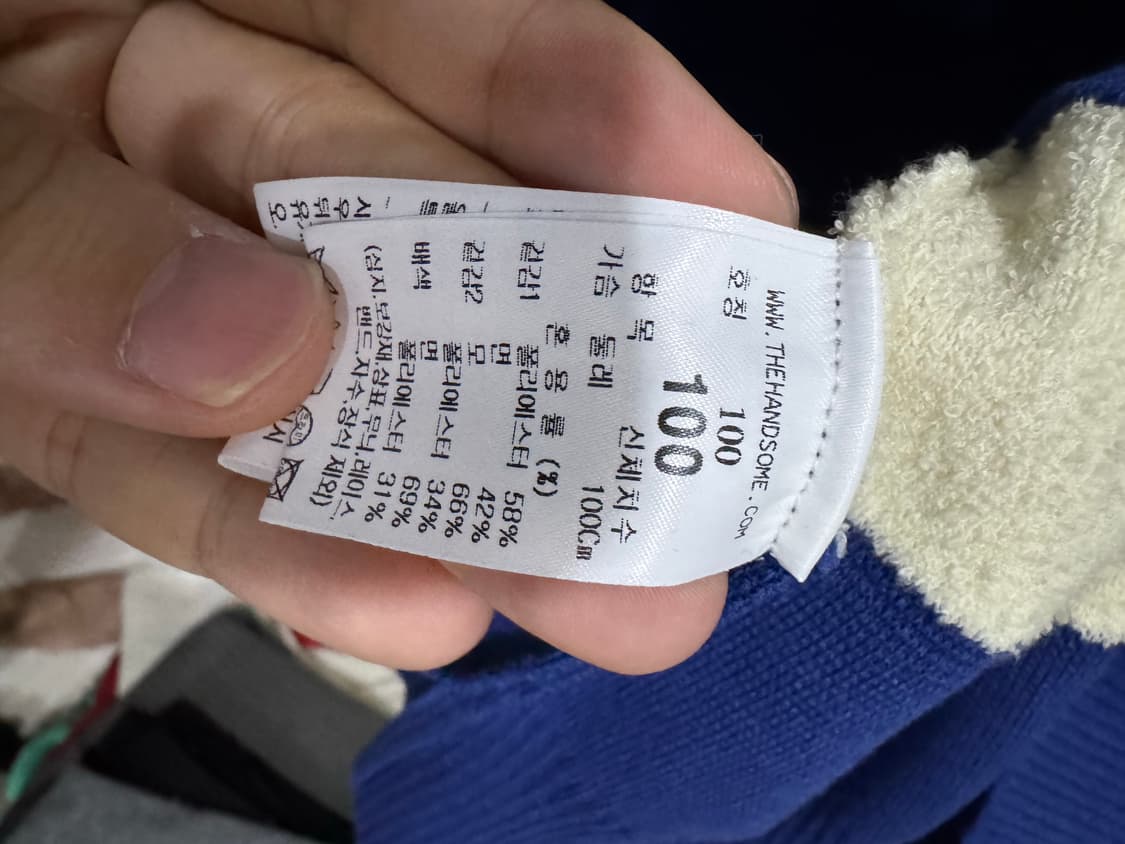 WWW.THEHANDSOME.COM
호칭 100
100
항 목 신체치수
가슴 둘레 100Cm
혼 용 률 (%)
겉감1 폴리에스터 58%
면 42%
겉감2 모 66%
폴리에스터 34%
배색 면 69%
폴리에스터 31%
(심지.보강재.상표.무늬.레이스
밴드.자수.장식 제외)